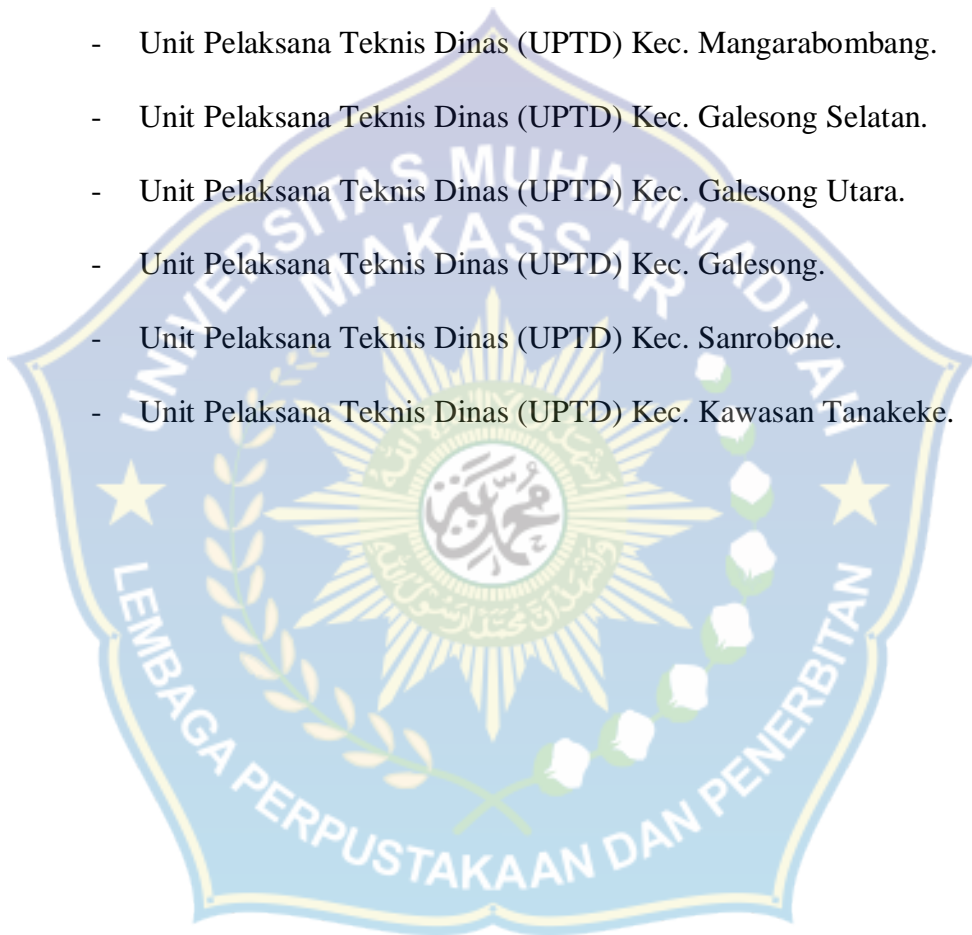 - Unit Pelaksana Teknis Dinas (UPTD) Kec. Mangarabombang.
- Unit Pelaksana Teknis Dinas (UPTD) Kec. Galesong Selatan.
- Unit Pelaksana Teknis Dinas (UPTD) Kec. Galesong Utara.
- Unit Pelaksana Teknis Dinas (UPTD) Kec. Galesong.
- Unit Pelaksana Teknis Dinas (UPTD) Kec. Sanrobone.
- Unit Pelaksana Teknis Dinas (UPTD) Kec. Kawasan Tanakeke.
UNIVERSITAS MUHAMMADIYAH
MAKASSAR
محمدية
LEMBAGA PERPUSTAKAAN DAN PENERBITAN